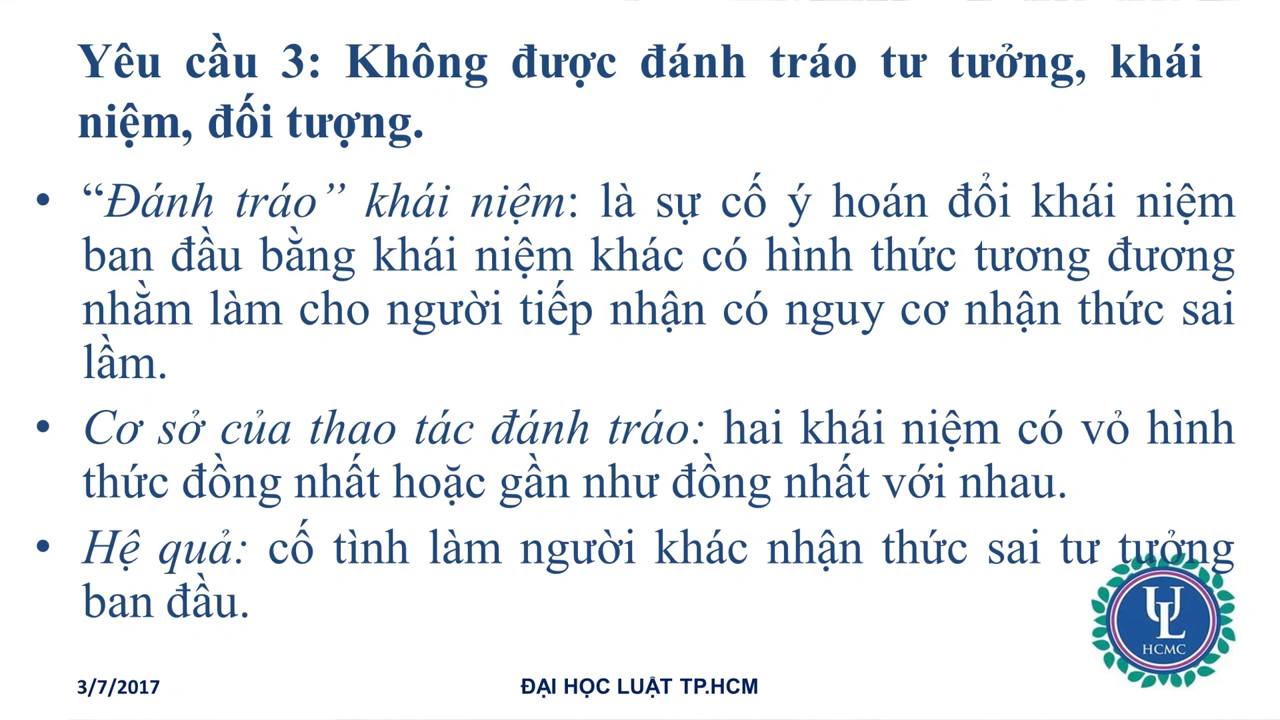 Yêu cầu 3: Không được đánh tráo tư tưởng, khái
niệm, đối tượng.
• “Đánh tráo” khái niệm: là sự cố ý hoán đổi khái niệm
ban đầu bằng khái niệm khác có hình thức tương đương
nhằm làm cho người tiếp nhận có nguy cơ nhận thức sai
lầm.
• Cơ sở của thao tác đánh tráo: hai khái niệm có vỏ hình
thức đồng nhất hoặc gần như đồng nhất với nhau.
• Hệ quả: cố tình làm người khác nhận thức sai tư tưởng
ban đầu.
UL
HCMC
3/7/2017
ĐẠI HỌC LUẬT TP.HCM